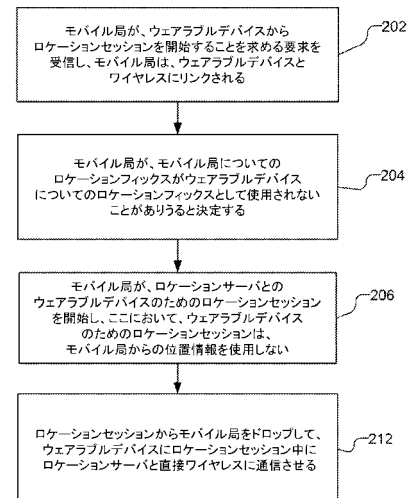 モバイル局が、ウェアラブルデバイスから
ロケーションセッションを開始することを求める要求を
受信し、モバイル局は、ウェアラブルデバイスと
ワイヤレスにリンクされる
202
モバイル局が、モバイル局についての
ロケーションフィックスがウェアラブルデバイス
についてのロケーションフィックスとして使用されない
ことがありうると決定する
204
モバイル局が、ロケーションサーバとの
ウェアラブルデバイスのためのロケーションセッション
を開始し、ここにおいて、ウェアラブルデバイス
のためのロケーションセッションは、
モバイル局からの位置情報を使用しない
206
ロケーションセッションからモバイル局をドロップして、
ウェアラブルデバイスにロケーションセッション中に
ロケーションサーバと直接ワイヤレスに通信させる
212